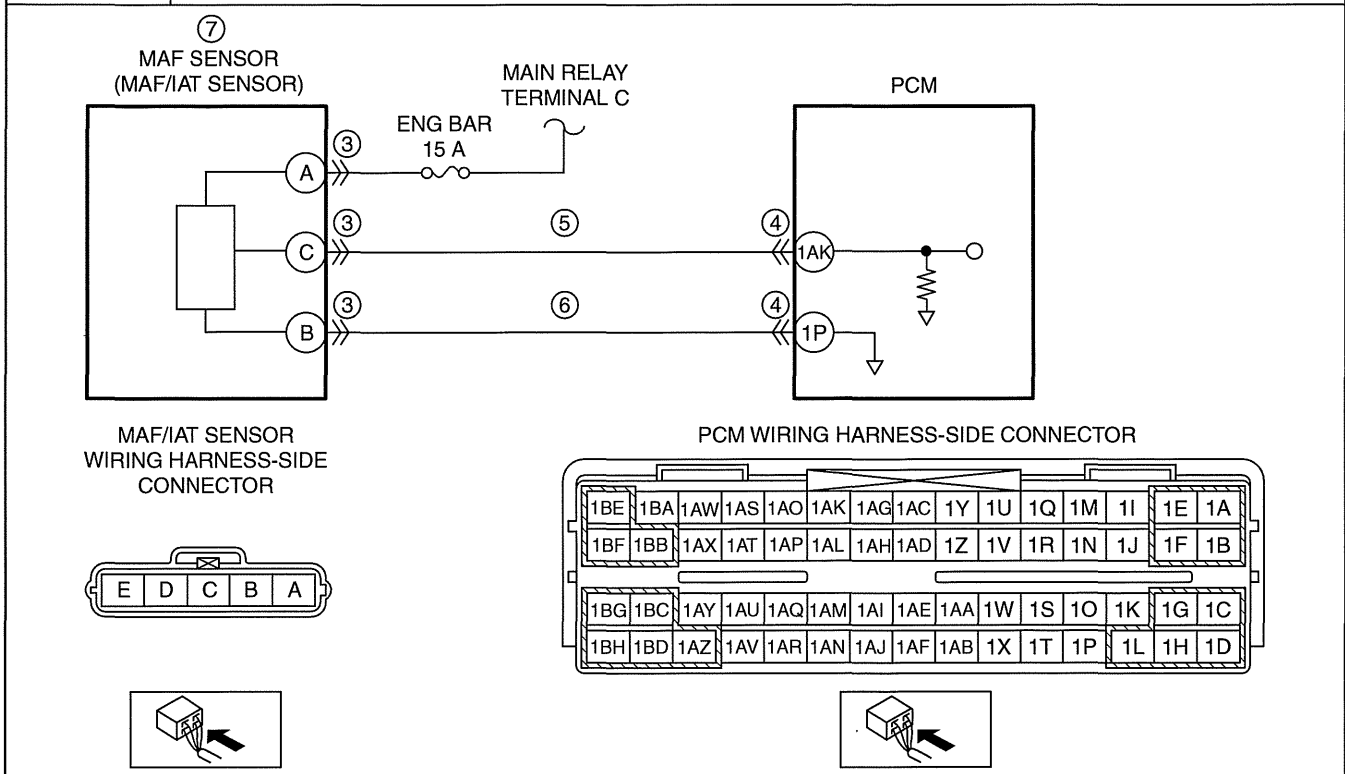 7
MAF SENSOR
(MAF/IAT SENSOR)
MAIN RELAY
TERMINAL C
PCM
ENG BAR
15 A
A
3
C
3
5
4
1AK
B
3
6
4
1P
MAF/IAT SENSOR
WIRING HARNESS-SIDE
CONNECTOR
PCM WIRING HARNESS-SIDE CONNECTOR
E D C B A
1BE 1BA 1AW 1AS 1AO 1AK 1AG 1AC 1Y 1U 1Q 1M 1I 1E 1A
1BF 1BB 1AX 1AT 1AP 1AL 1AH 1AD 1Z 1V 1R 1N 1J 1F 1B
1BG 1BC 1AY 1AU 1AQ 1AM 1AI 1AE 1AA 1W 1S 1O 1K 1G 1C
1BH 1BD 1AZ 1AV 1AR 1AN 1AJ 1AF 1AB 1X 1T 1P 1L 1H 1D